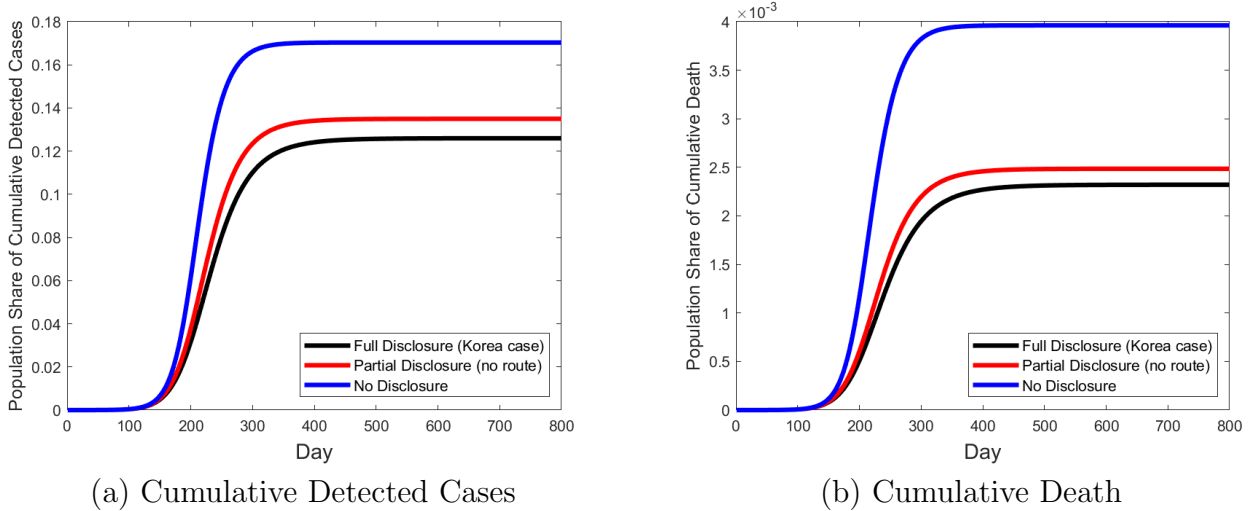 Population Share of Cumulative Detected Cases
0.18
0.16
0.14
0.12
0.1
0.08
0.06
0.04
0.02
0
0 100 200 300 400 500 600 700 800
Day
Full Disclosure (Korea case)
Partial Disclosure (no route)
No Disclosure
(a) Cumulative Detected Cases
×10⁻³
Population Share of Cumulative Death
4
3.5
3
2.5
2
1.5
1
0.5
0
0 100 200 300 400 500 600 700 800
Day
Full Disclosure (Korea case)
Partial Disclosure (no route)
No Disclosure
(b) Cumulative Death